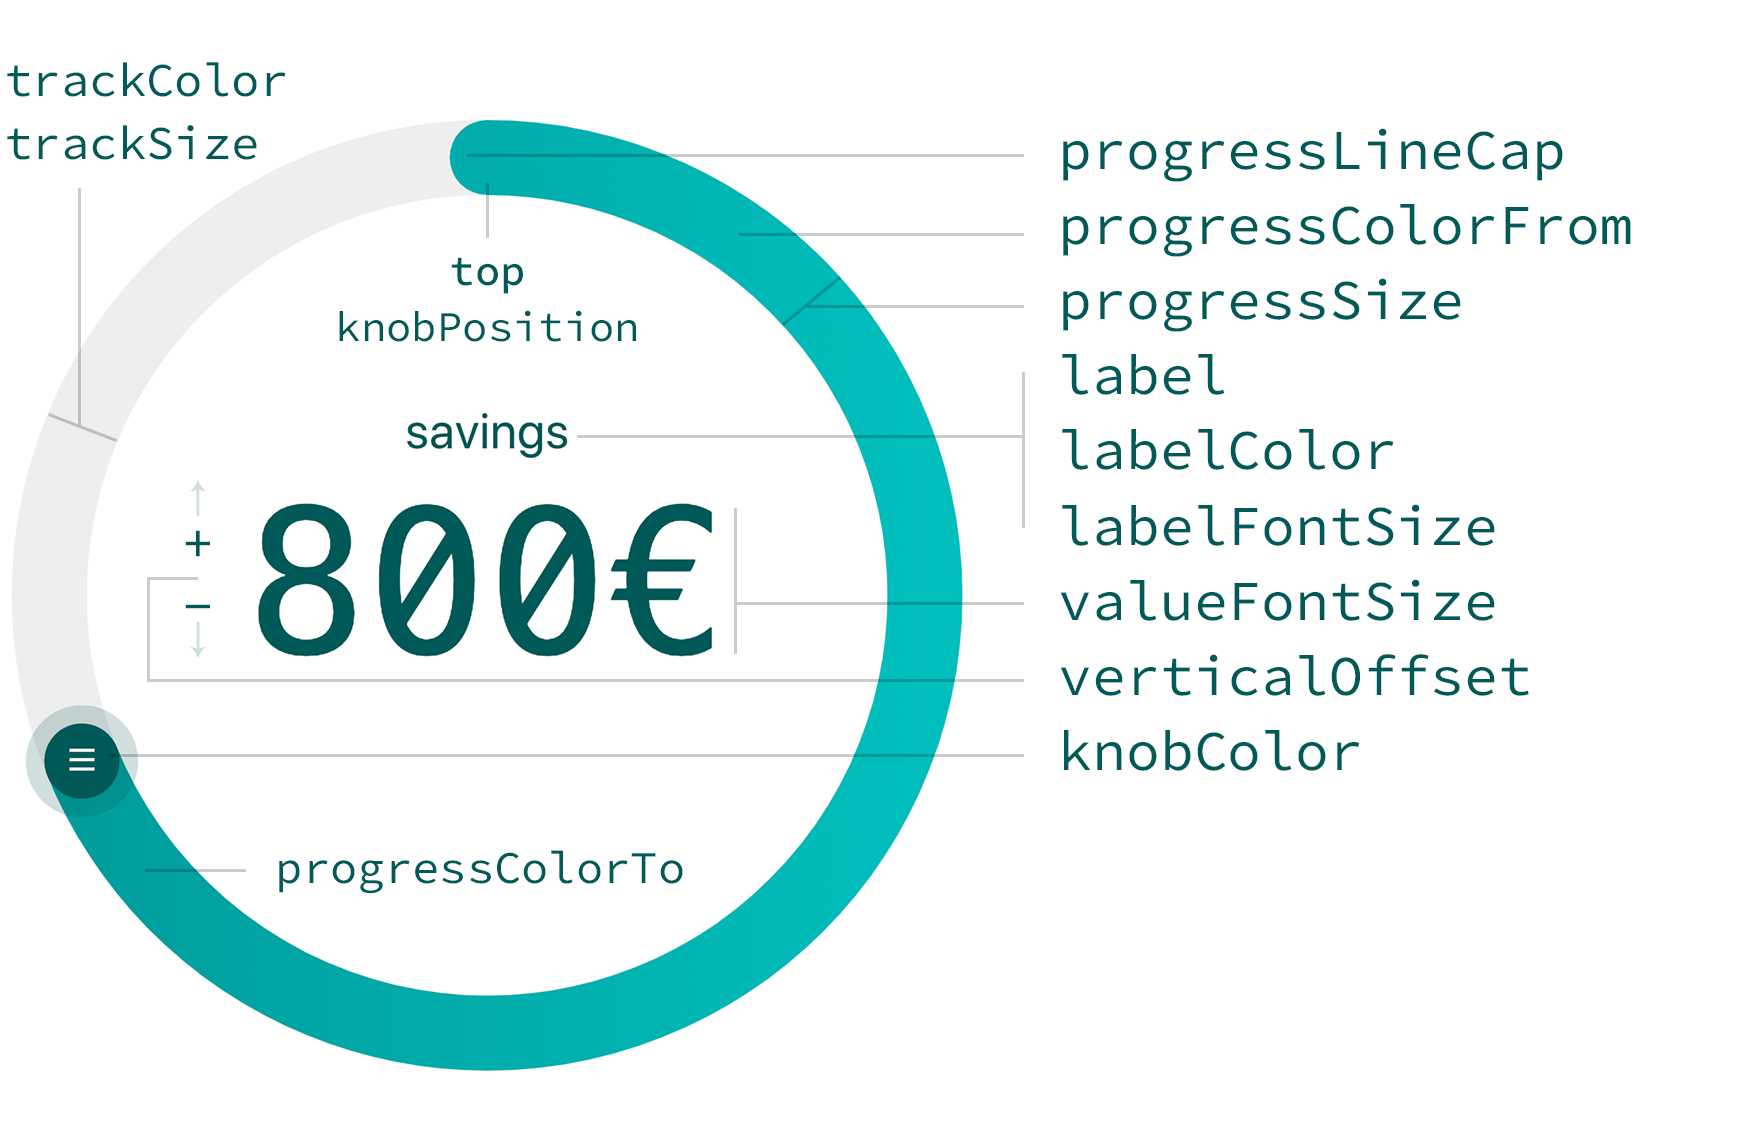 trackColor
trackSize
top
knobPosition
savings
+
800€
−
progressColorTo
progressLineCap
progressColorFrom
progressSize
label
labelColor
labelFontSize
valueFontSize
verticalOffset
knobColor